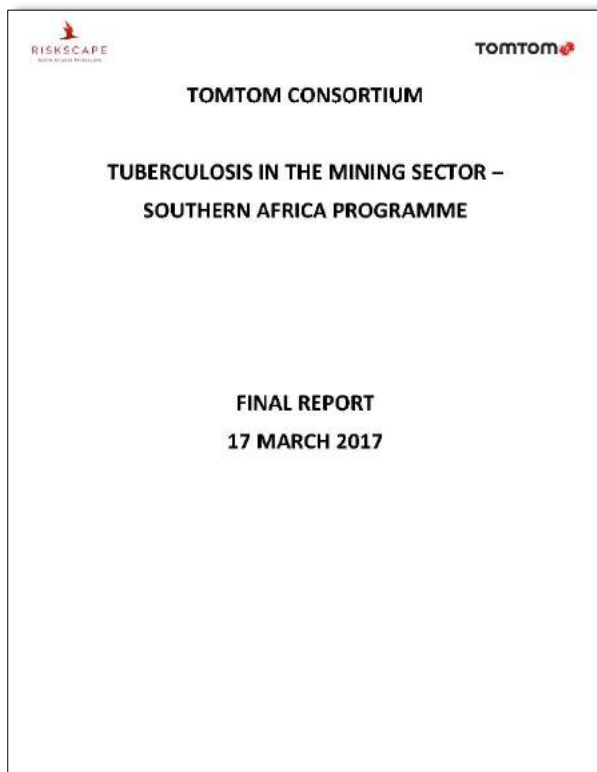 RISKSCAPE
TOMTOM
TOMTOM CONSORTIUM
TUBERCULOSIS IN THE MINING SECTOR –
SOUTHERN AFRICA PROGRAMME
FINAL REPORT
17 MARCH 2017